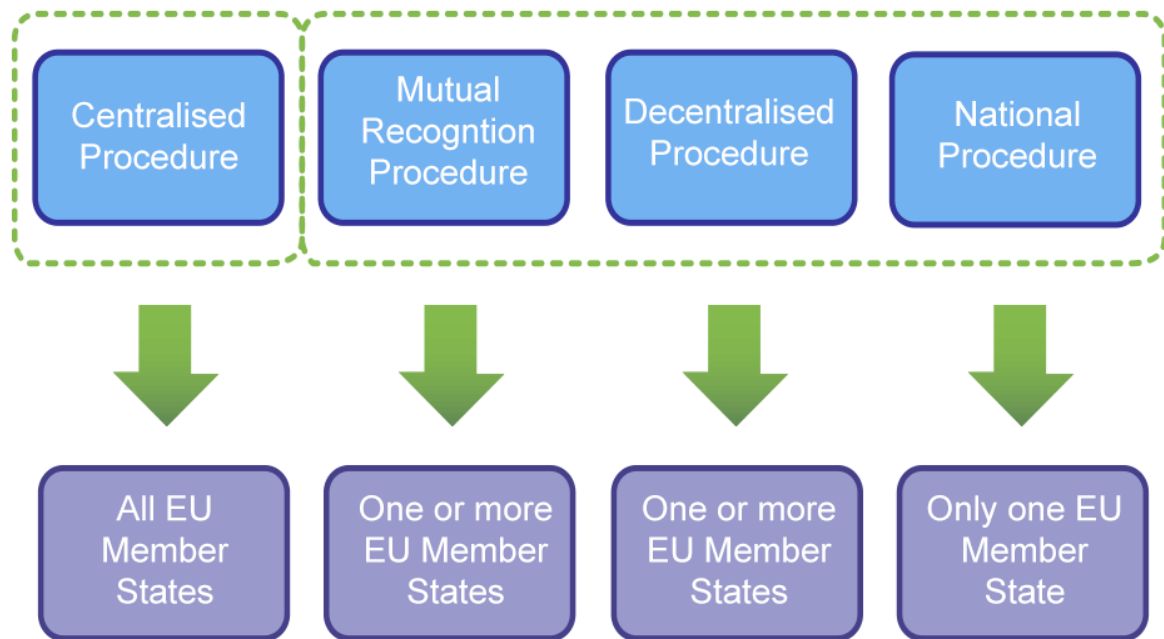 Centralised
Procedure
Mutual
Recogntion
Procedure
Decentralised
Procedure
National
Procedure
All EU
Member
States
One or more
EU Member
States
One or more
EU Member
States
Only one EU
Member
State